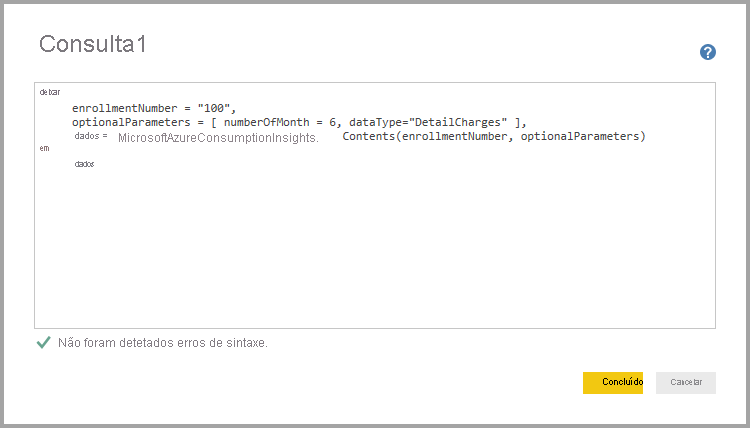 Consulta1
?
deixar
enrollmentNumber = "100",
optionalParameters = [ numberOfMonth = 6, dataType="DetailCharges" ],
dados = MicrosoftAzureConsumptionInsights. Contents(enrollmentNumber, optionalParameters)
em
dados
Não foram detetados erros de sintaxe.
Concluído Cancelar